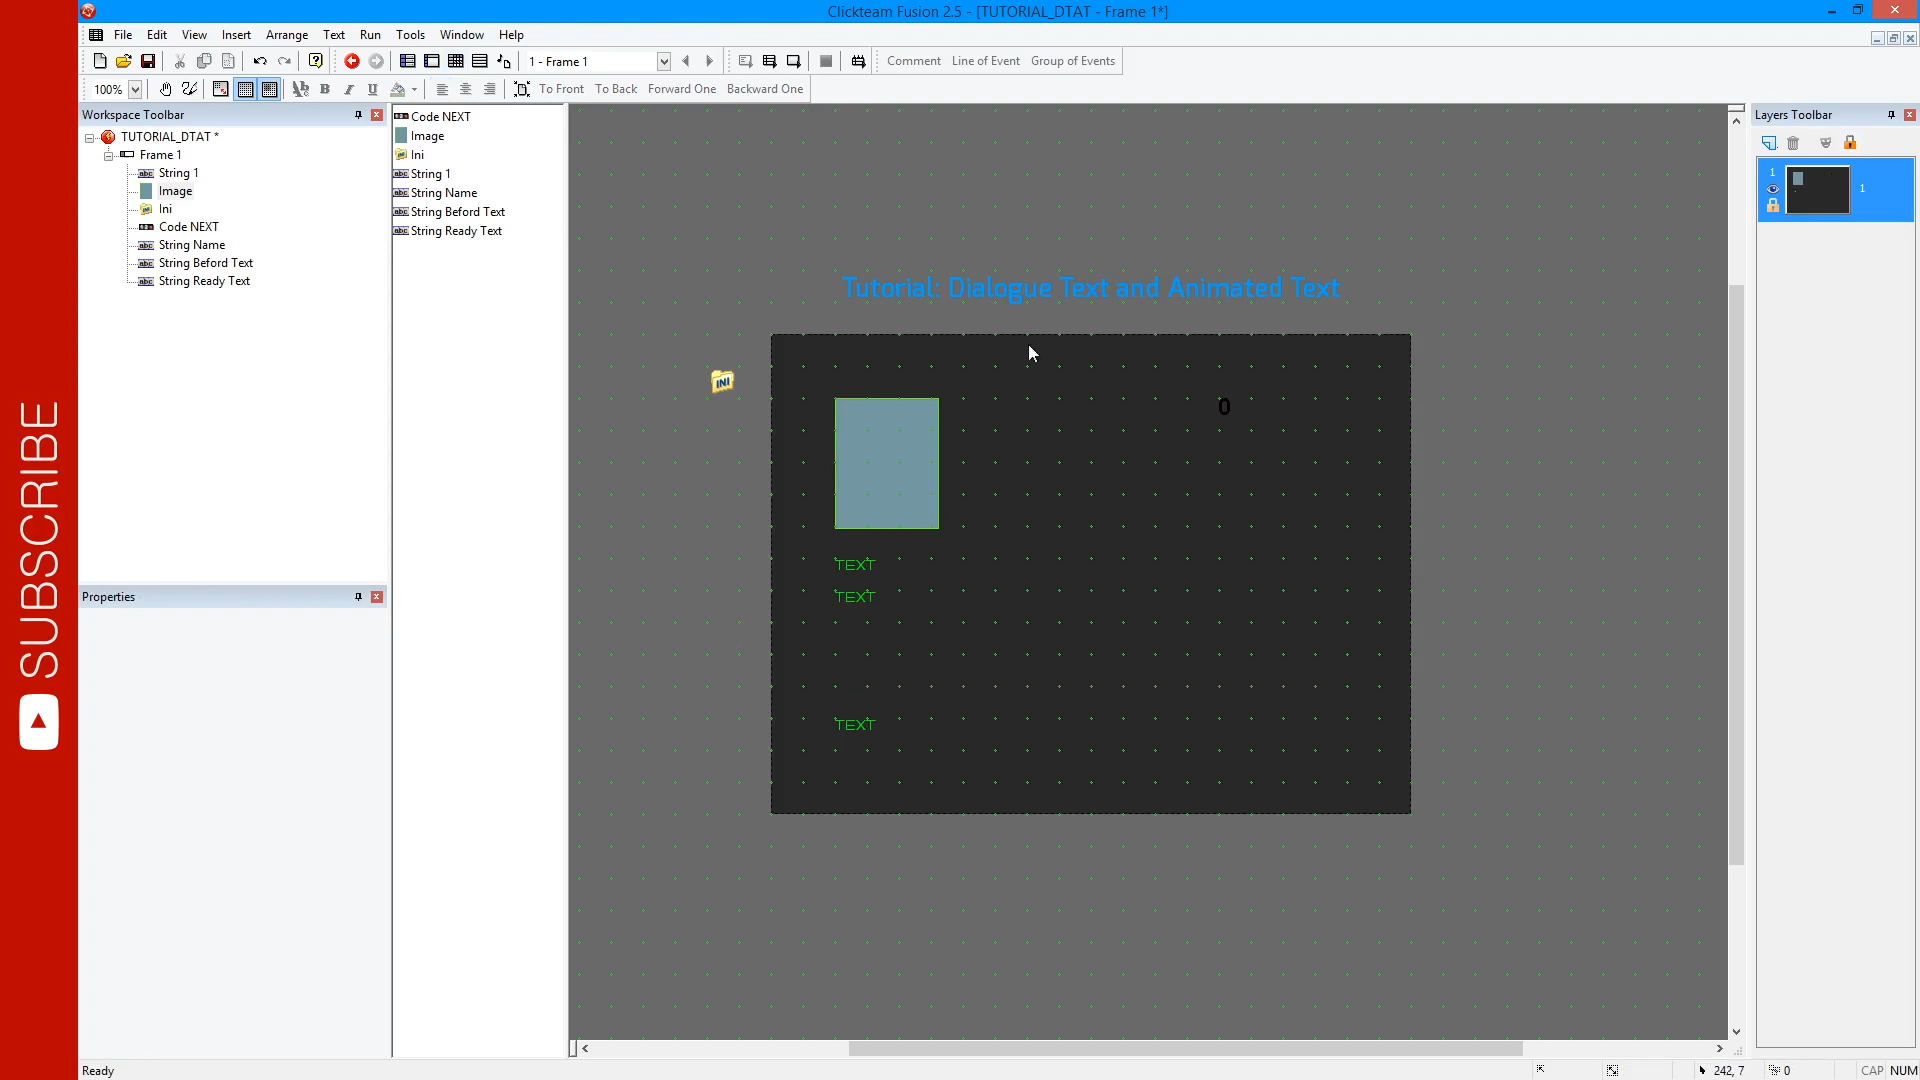 Clickteam Fusion 2.5 - [TUTORIAL_DTAT - Frame 1*]
File Edit View Insert Arrange Text Run Tools Window Help
1 - Frame 1
Comment Line of Event Group of Events
100%
To Front To Back Forward One Backward One
Workspace Toolbar
TUTORIAL_DTAT *
Frame 1
String 1
Image
Ini
Code NEXT
String Name
String Beford Text
String Ready Text
Properties
Code NEXT
Image
Ini
String 1
String Name
String Beford Text
String Ready Text
Tutorial: Dialogue Text and Animated Text
INI
0
TEXT
TEXT
TEXT
Layers Toolbar
1
1
SUBSCRIBE
Ready
242, 7
0
CAP NUM